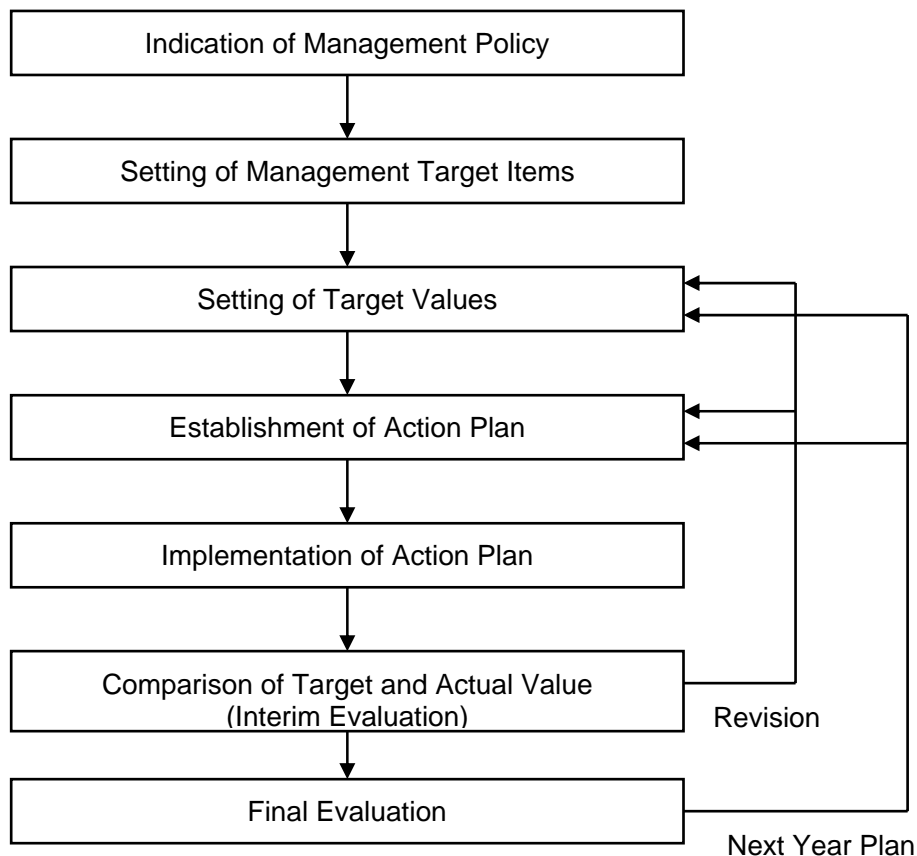 Indication of Management Policy
Setting of Management Target Items
Setting of Target Values
Establishment of Action Plan
Implementation of Action Plan
Comparison of Target and Actual Value
(Interim Evaluation)
Revision
Final Evaluation
Next Year Plan